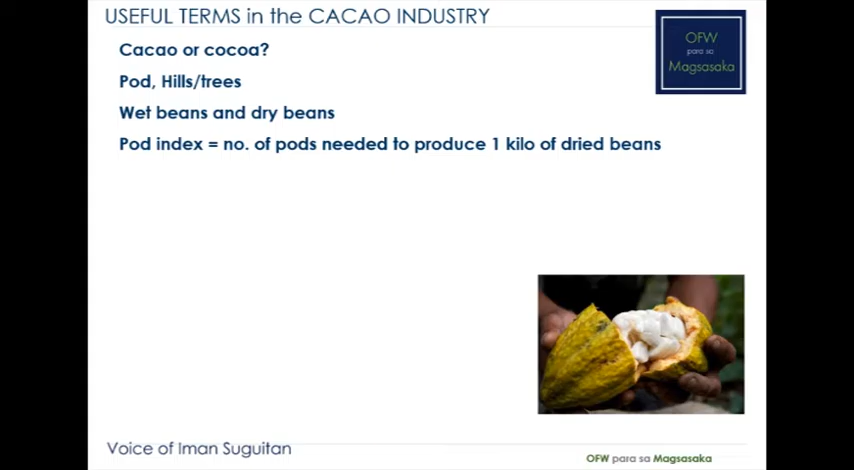 USEFUL TERMS in the CACAO INDUSTRY
OFW
para sa
Magsasaka
Cacao or cocoa?
Pod, Hills/trees
Wet beans and dry beans
Pod index = no. of pods needed to produce 1 kilo of dried beans
Voice of Iman Suguitan
OFW para sa Magsasaka